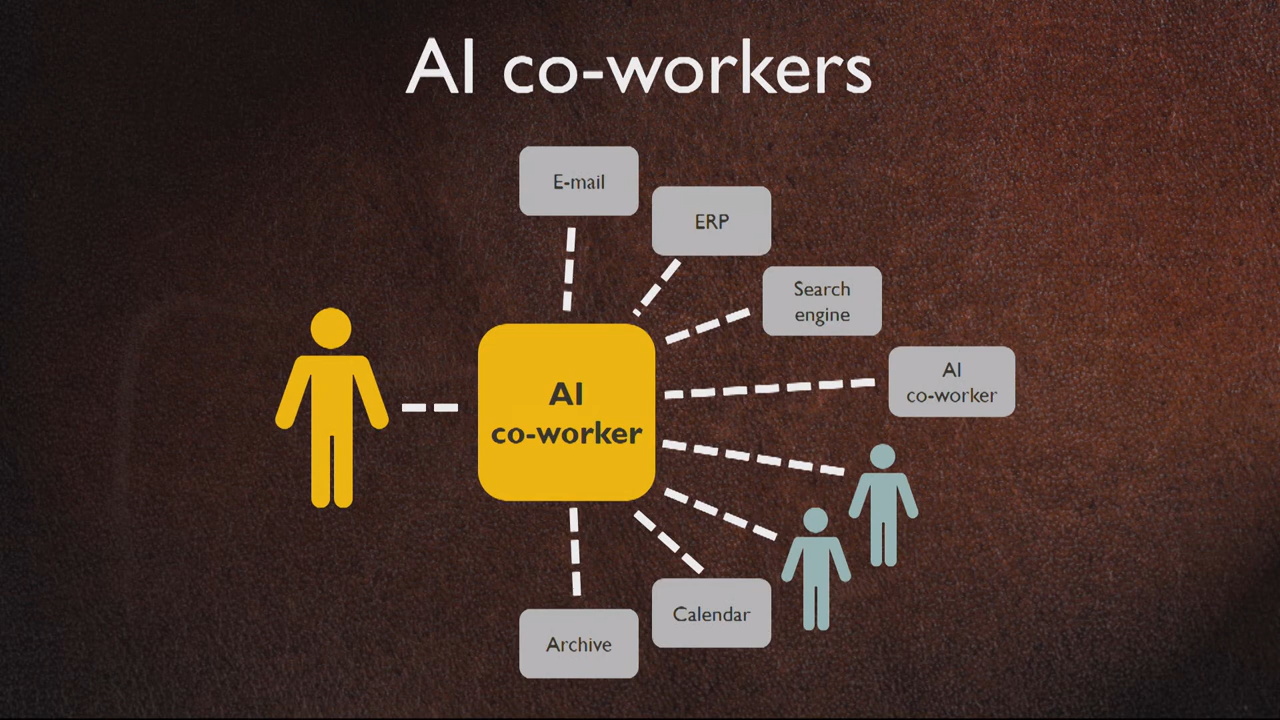 AI co-workers
E-mail
ERP
Search
engine
AI
co-worker
AI
co-worker
Calendar
Archive